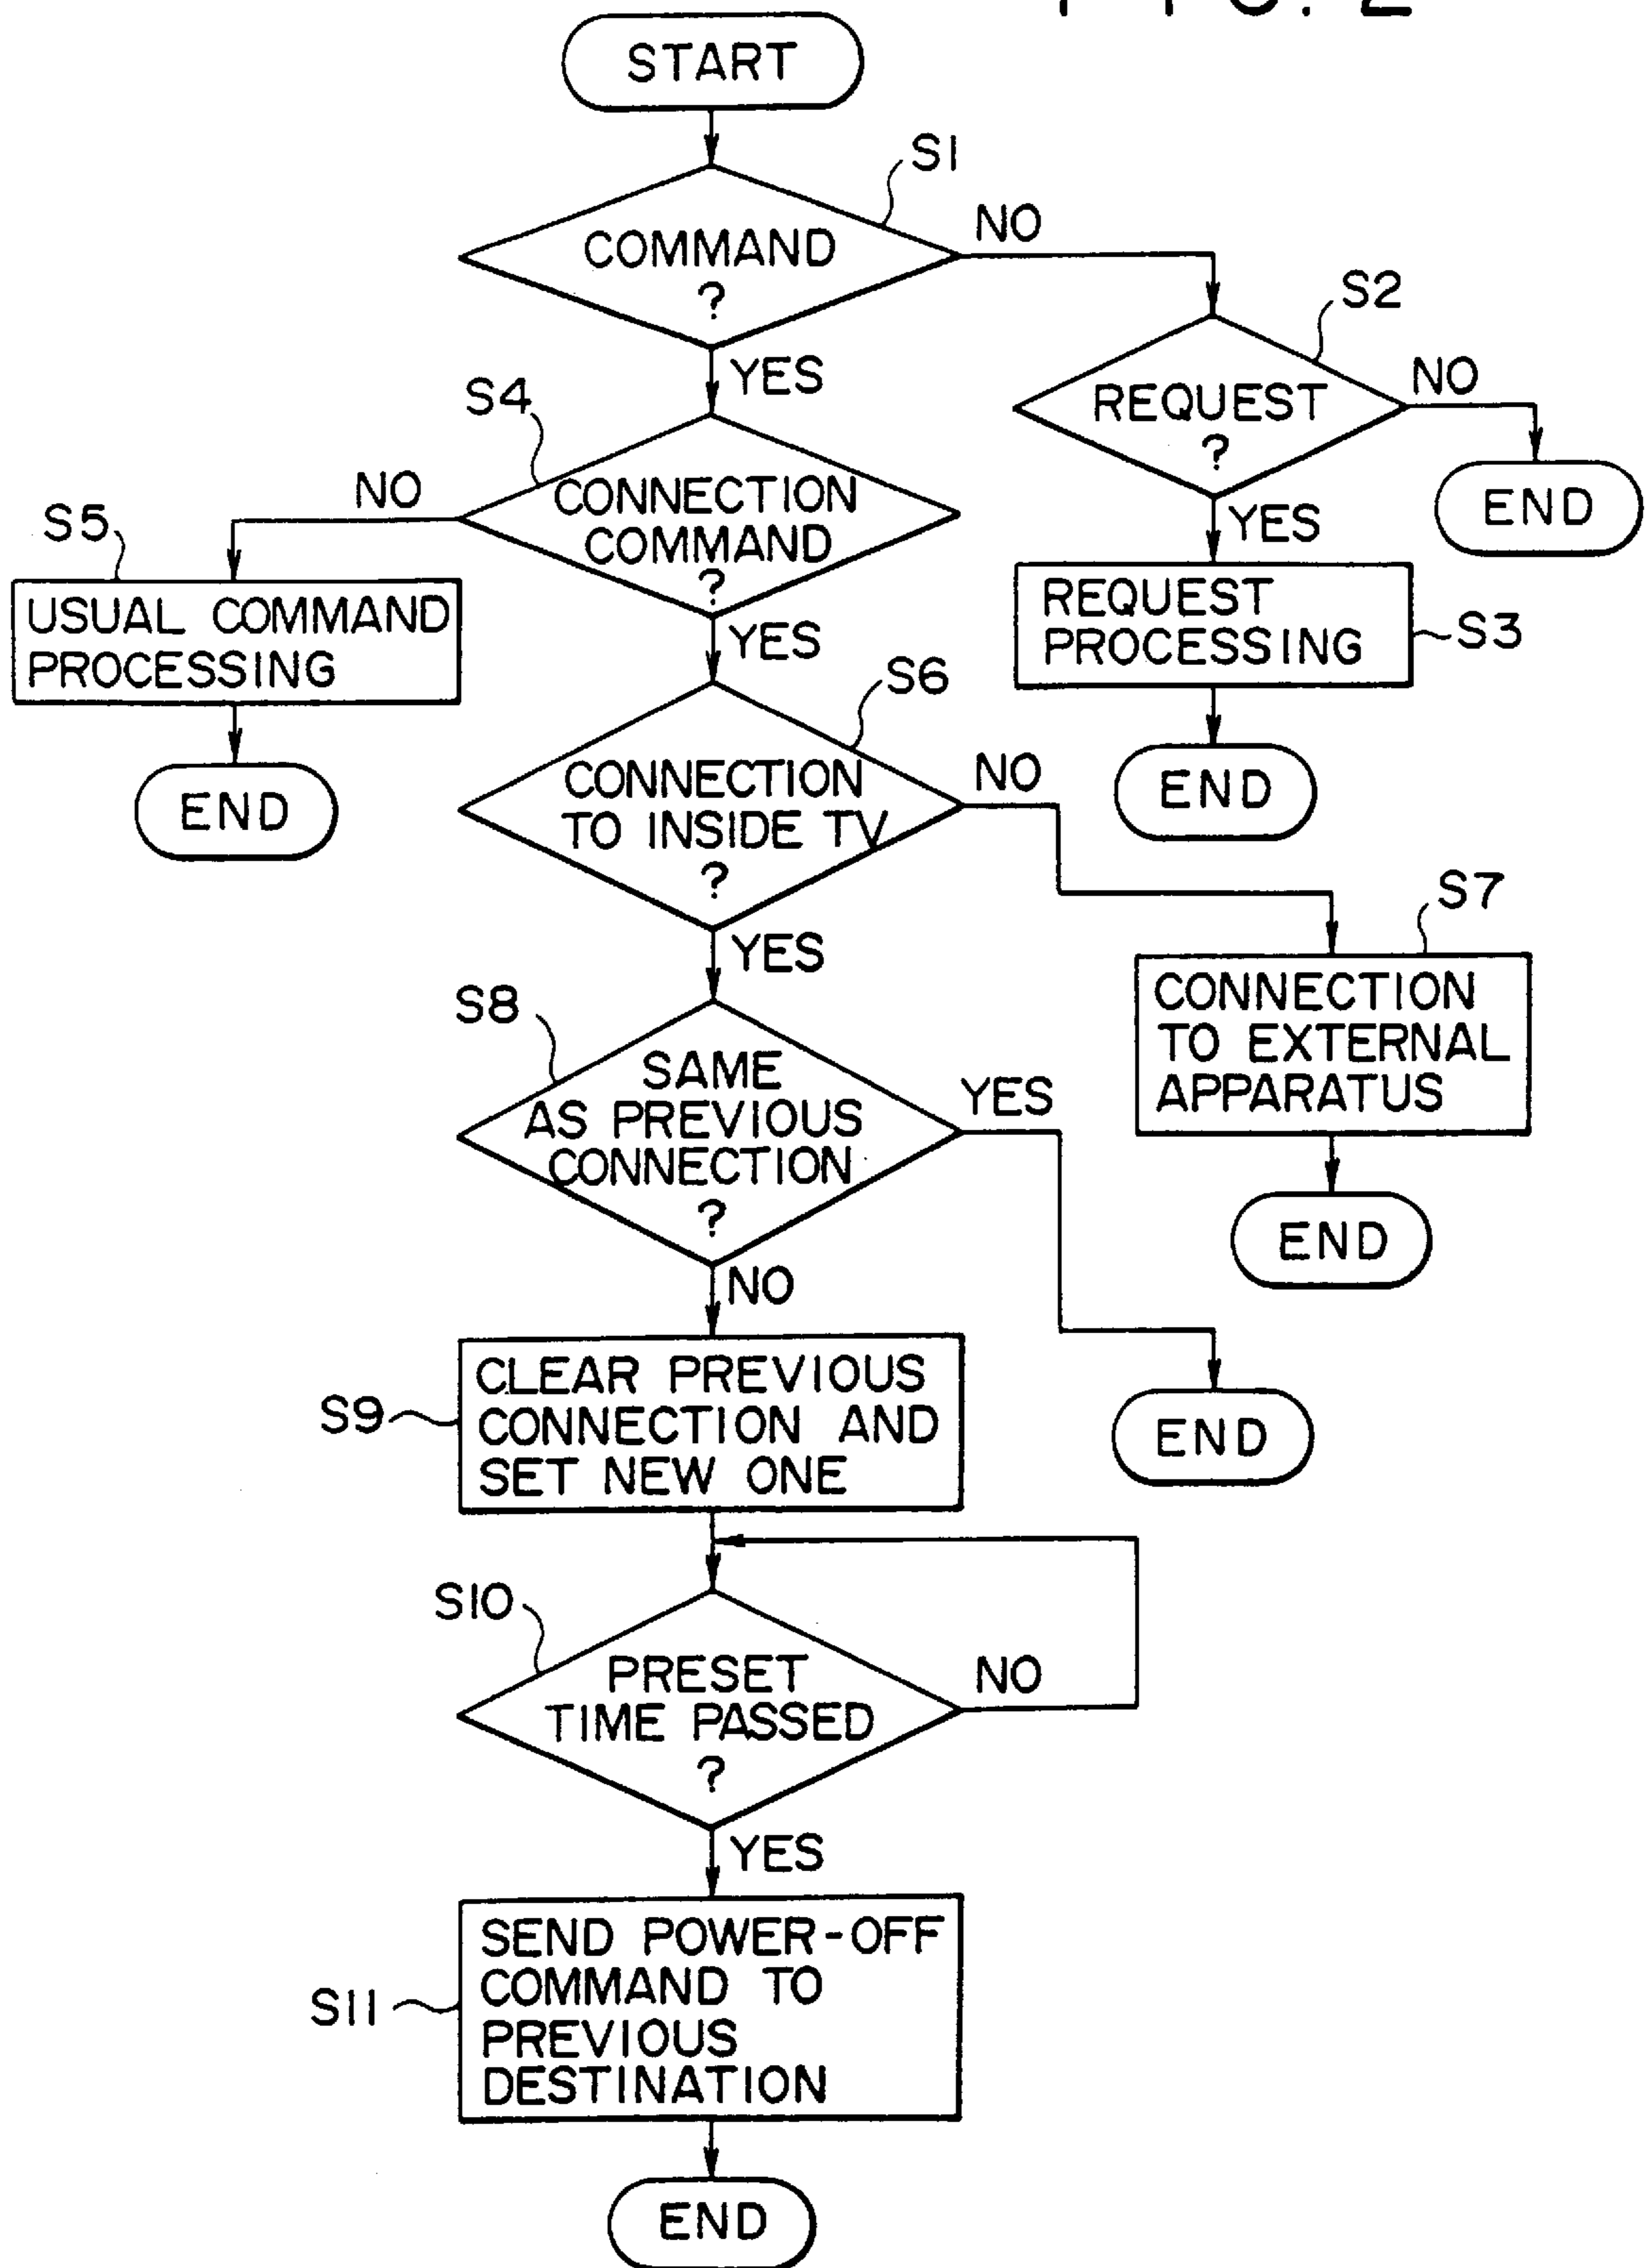 START
S1
COMMAND
?
NO
YES
S2
REQUEST
?
NO
END
YES
REQUEST
PROCESSING
S3
END
S4
CONNECTION
COMMAND
?
NO
S5
USUAL COMMAND
PROCESSING
END
YES
S6
CONNECTION
TO INSIDE TV
?
NO
S7
CONNECTION
TO EXTERNAL
APPARATUS
END
YES
S8
SAME
AS PREVIOUS
CONNECTION
?
YES
END
NO
S9
CLEAR PREVIOUS
CONNECTION AND
SET NEW ONE
S10
PRESET
TIME PASSED
?
NO
YES
S11
SEND POWER-OFF
COMMAND TO
PREVIOUS
DESTINATION
END